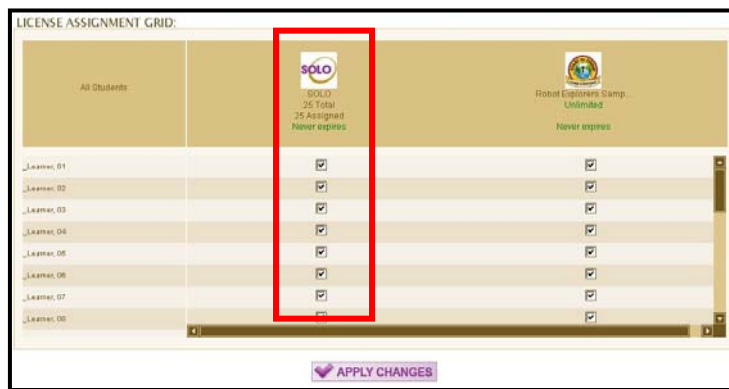 LICENSE ASSIGNMENT GRID:
All Students
SOLO
SOLO
25 Total
25 Assigned
Never expires
Robot Explorers Samp...
Unlimited
Never expires
_Learner, 01
_Learner, 02
_Learner, 03
_Learner, 04
_Learner, 05
_Learner, 06
_Learner, 07
_Learner, 08
APPLY CHANGES